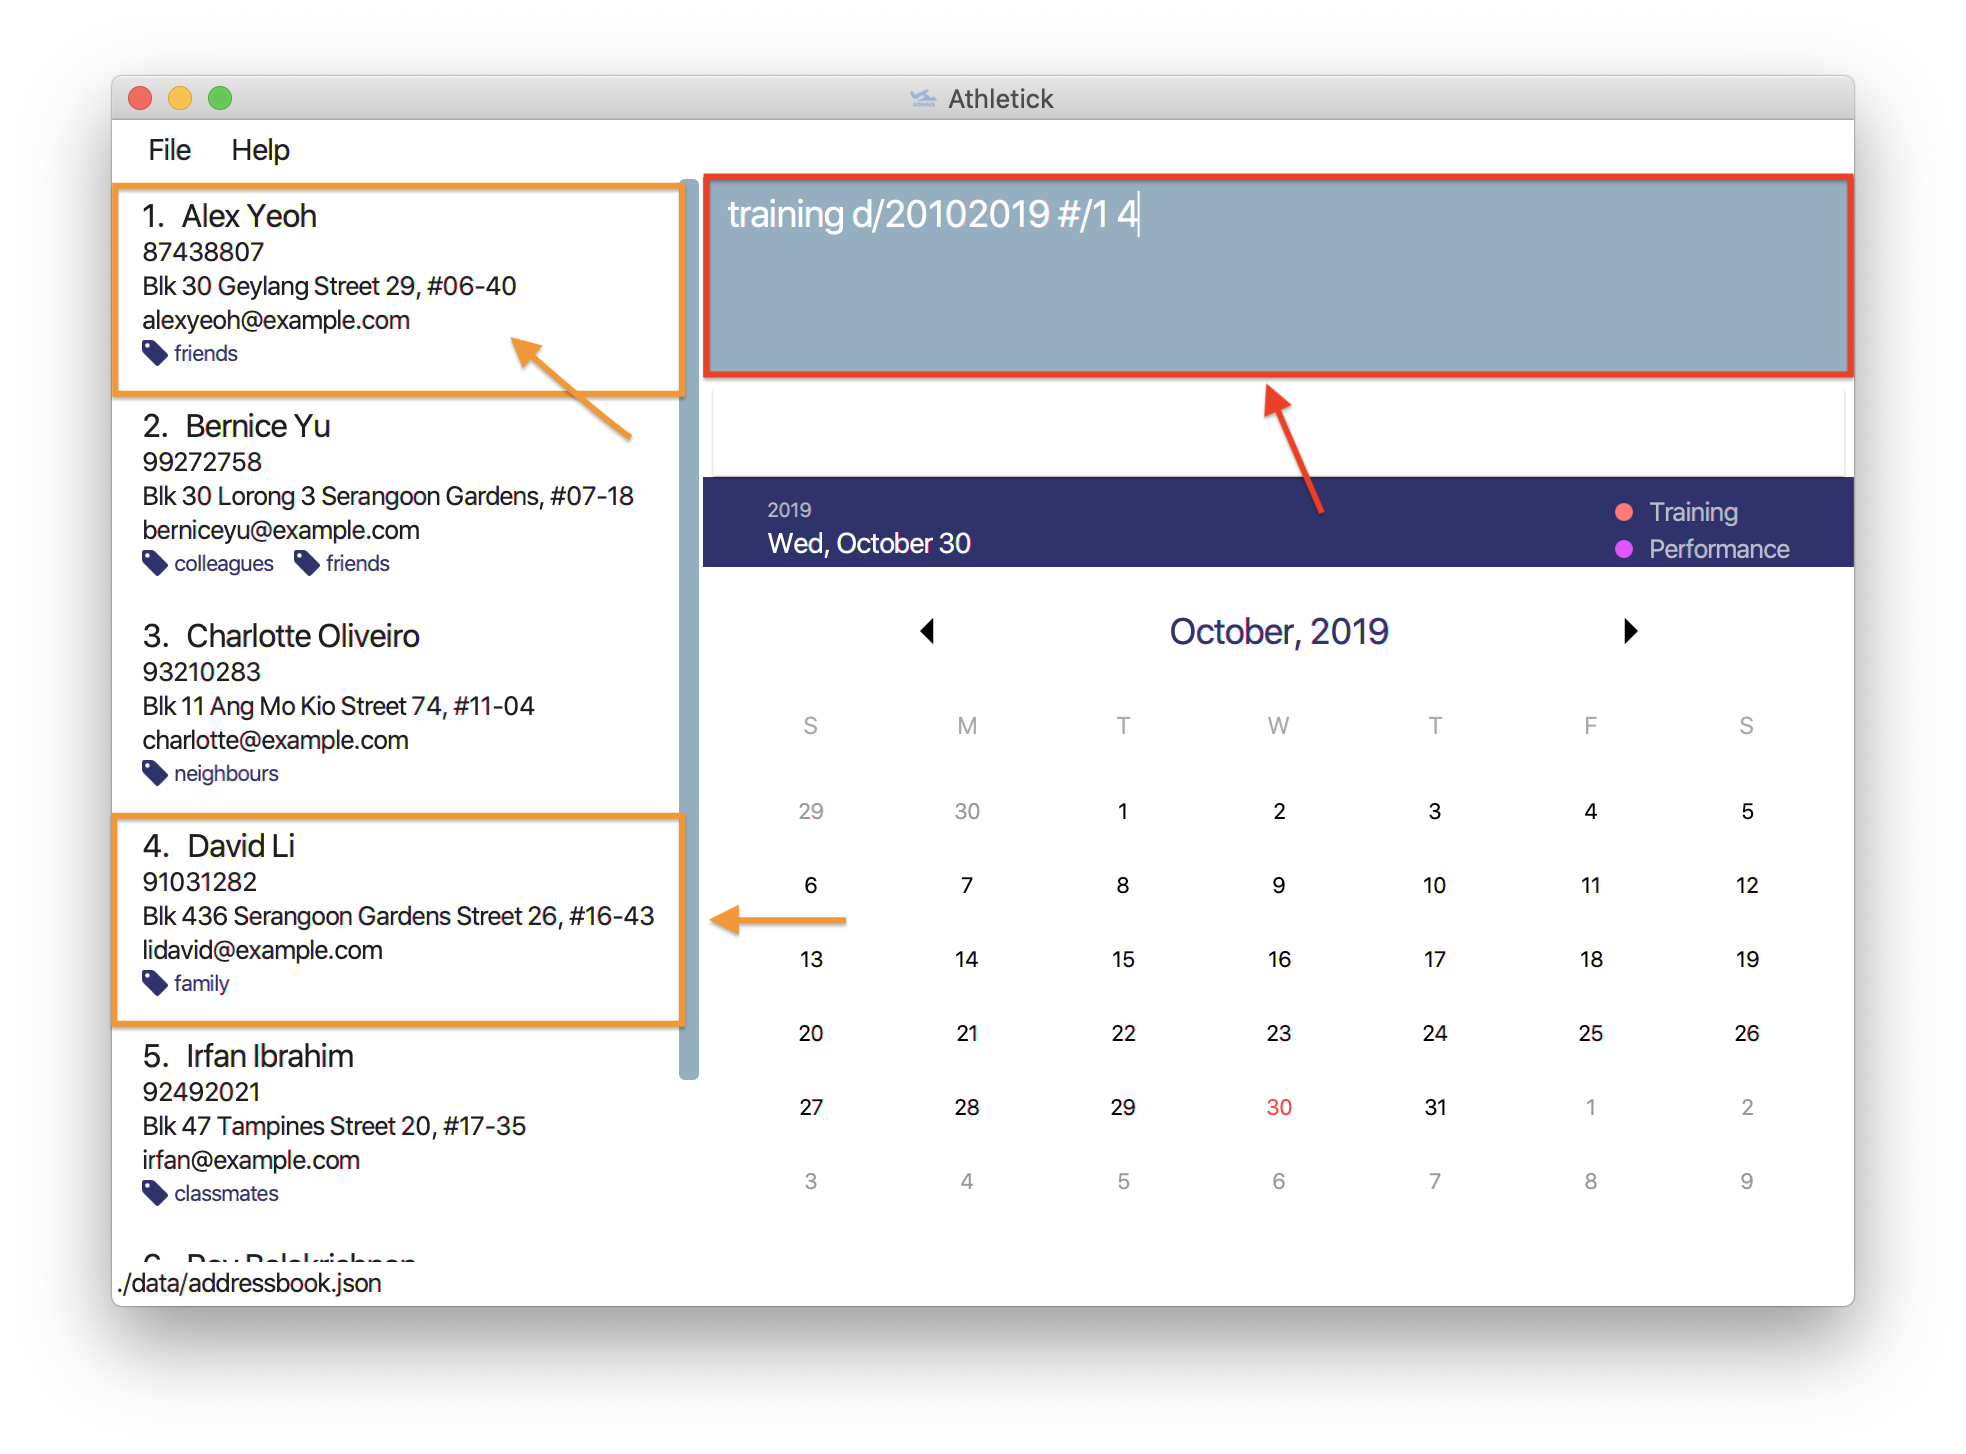 Athletick
File Help
1. Alex Yeoh
87438807
Blk 30 Geylang Street 29, #06-40
alexyeoh@example.com
friends
2. Bernice Yu
99272758
Blk 30 Lorong 3 Serangoon Gardens, #07-18
berniceyu@example.com
colleagues friends
3. Charlotte Oliveiro
93210283
Blk 11 Ang Mo Kio Street 74, #11-04
charlotte@example.com
neighbours
4. David Li
91031282
Blk 436 Serangoon Gardens Street 26, #16-43
lidavid@example.com
family
5. Irfan Ibrahim
92492021
Blk 47 Tampines Street 20, #17-35
irfan@example.com
classmates
./data/addressbook.json
training d/20102019 #/1 4
2019
Wed, October 30
Training
Performance
October, 2019
S M T W T F S
29 30 1 2 3 4 5
6 7 8 9 10 11 12
13 14 15 16 17 18 19
20 21 22 23 24 25 26
27 28 29 30 31 1 2
3 4 5 6 7 8 9